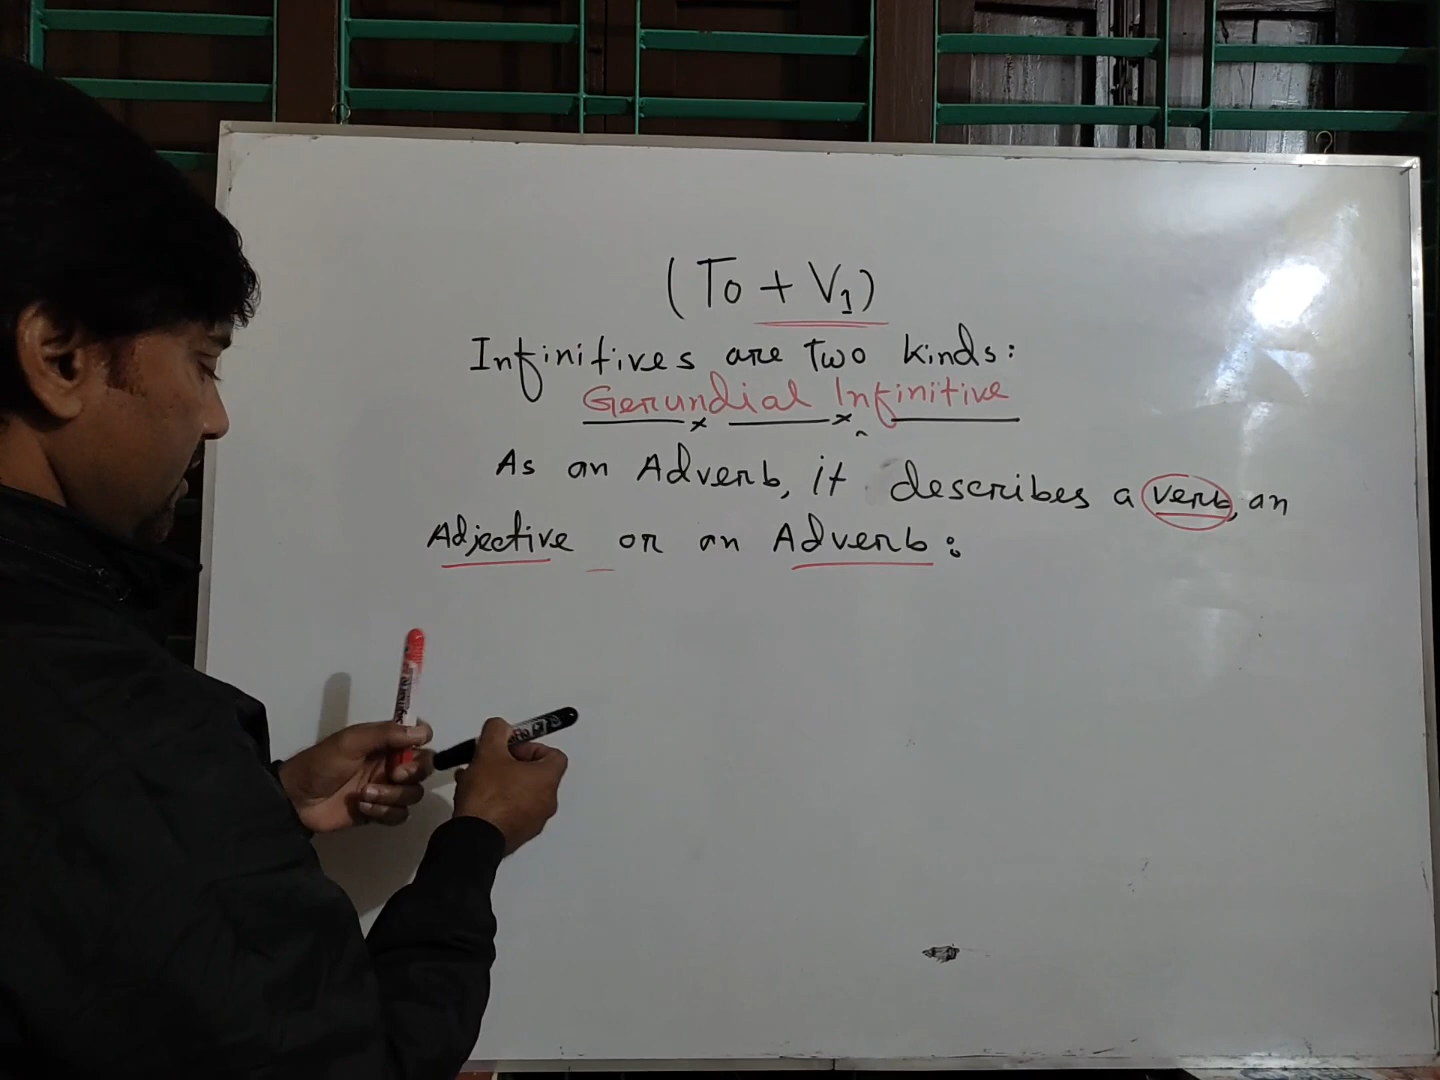 (To + V1)
Infinitives are Two kinds:
Gerundial Infinitive
As an Adverb, it describes a verb, an
Adjective or an Adverb: